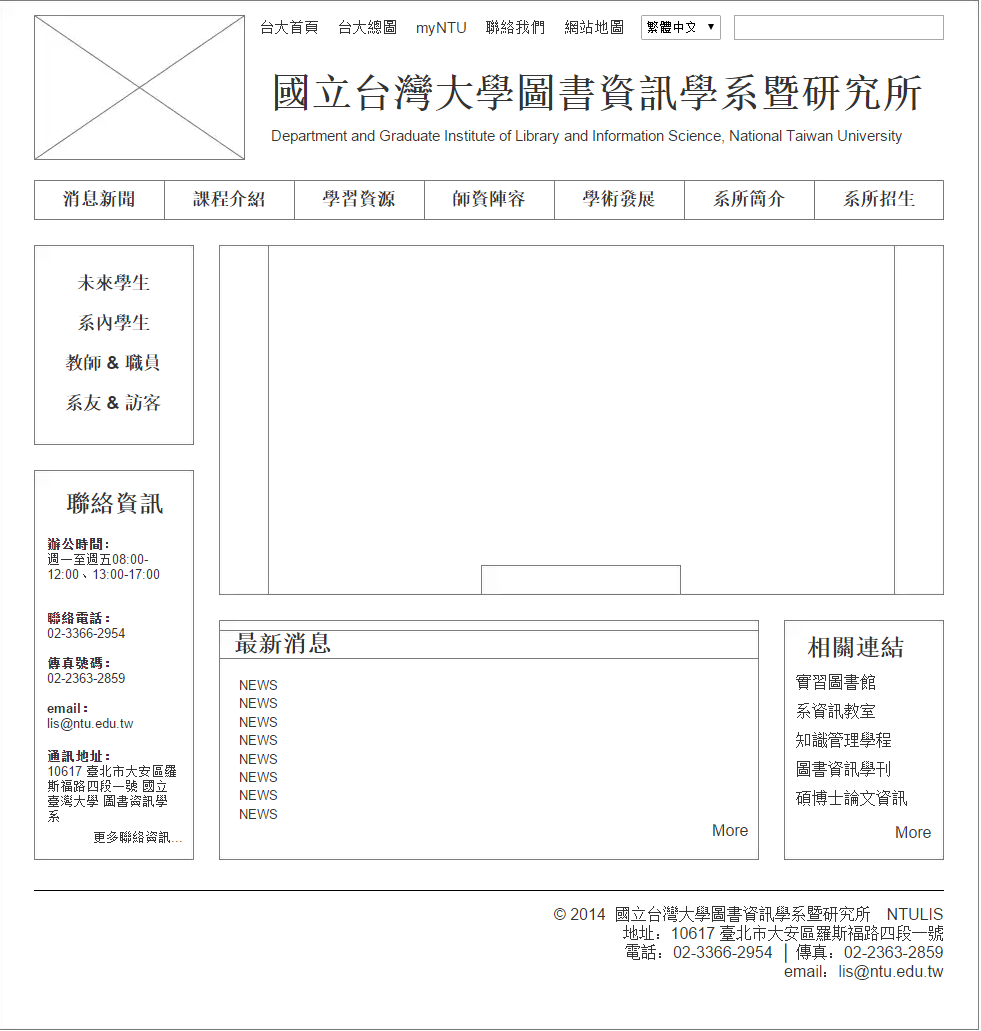 台大首頁 台大總圖 myNTU 聯絡我們 網站地圖 繁體中文 ▼
國立台灣大學圖書資訊學系暨研究所
Department and Graduate Institute of Library and Information Science, National Taiwan University
消息新聞 課程介紹 學習資源 師資陣容 學術發展 系所簡介 系所招生
未來學生
系內學生
教師 & 職員
系友 & 訪客
聯絡資訊
辦公時間：
週一至週五08:00-
12:00、13:00-17:00
聯絡電話：
02-3366-2954
傳真號碼：
02-2363-2859
email：
lis@ntu.edu.tw
通訊地址：
10617 臺北市大安區羅
斯福路四段一號 國立
臺灣大學 圖書資訊學
系
更多聯絡資訊...
最新消息
NEWS
NEWS
NEWS
NEWS
NEWS
NEWS
NEWS
NEWS
More
相關連結
實習圖書館
系資訊教室
知識管理學程
圖書資訊學刊
碩博士論文資訊
More
© 2014 國立台灣大學圖書資訊學系暨研究所 NTULIS
地址：10617 臺北市大安區羅斯福路四段一號
電話：02-3366-2954 │ 傳真：02-2363-2859
email：lis@ntu.edu.tw